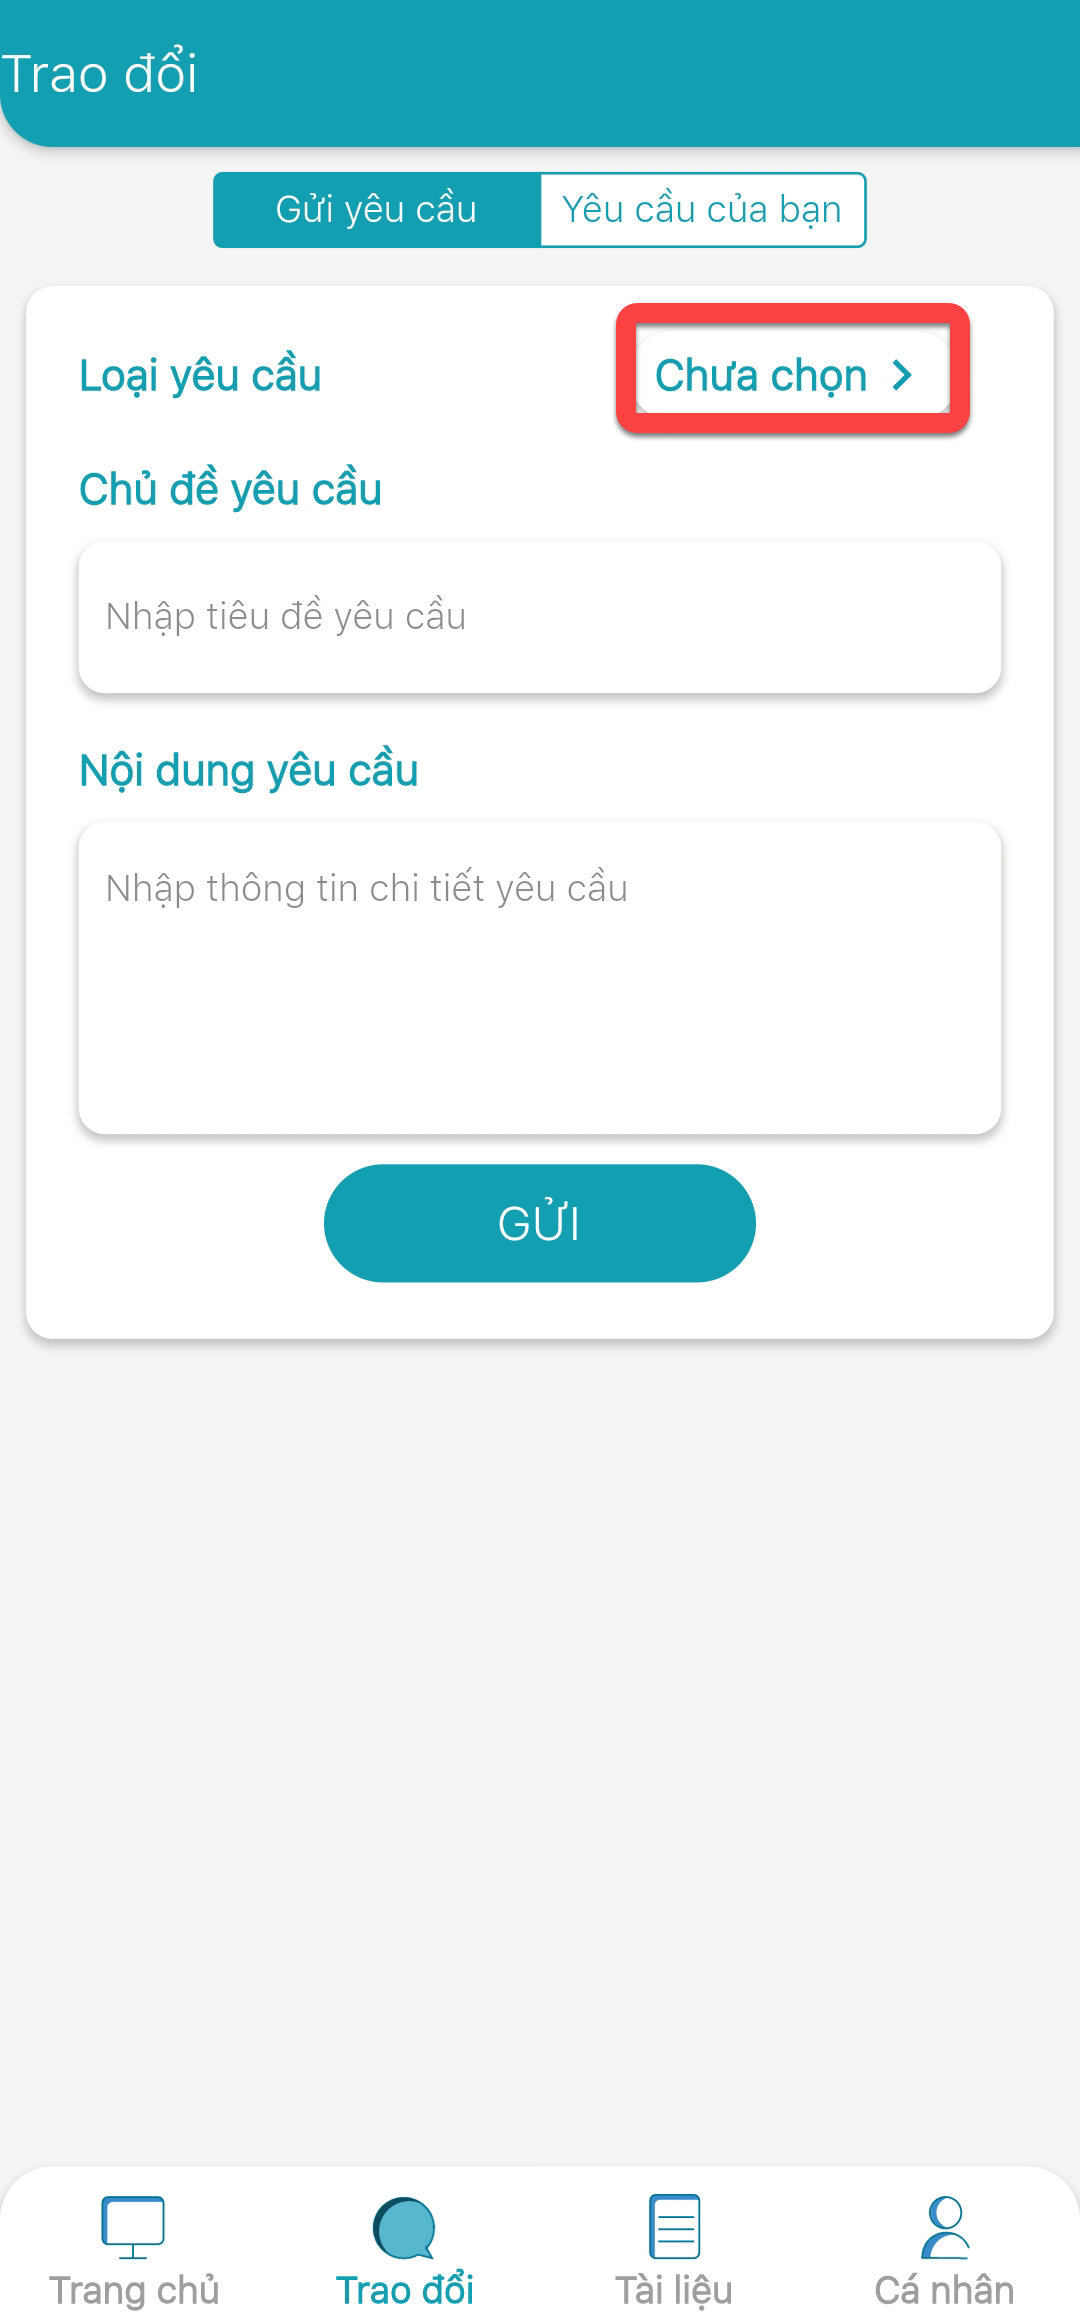 Trao đổi
Gửi yêu cầu
Yêu cầu của bạn
Loại yêu cầu
Chưa chọn
Chủ đề yêu cầu
Nhập tiêu đề yêu cầu
Nội dung yêu cầu
Nhập thông tin chi tiết yêu cầu
GỬI
Trang chủ
Trao đổi
Tài liệu
Cá nhân